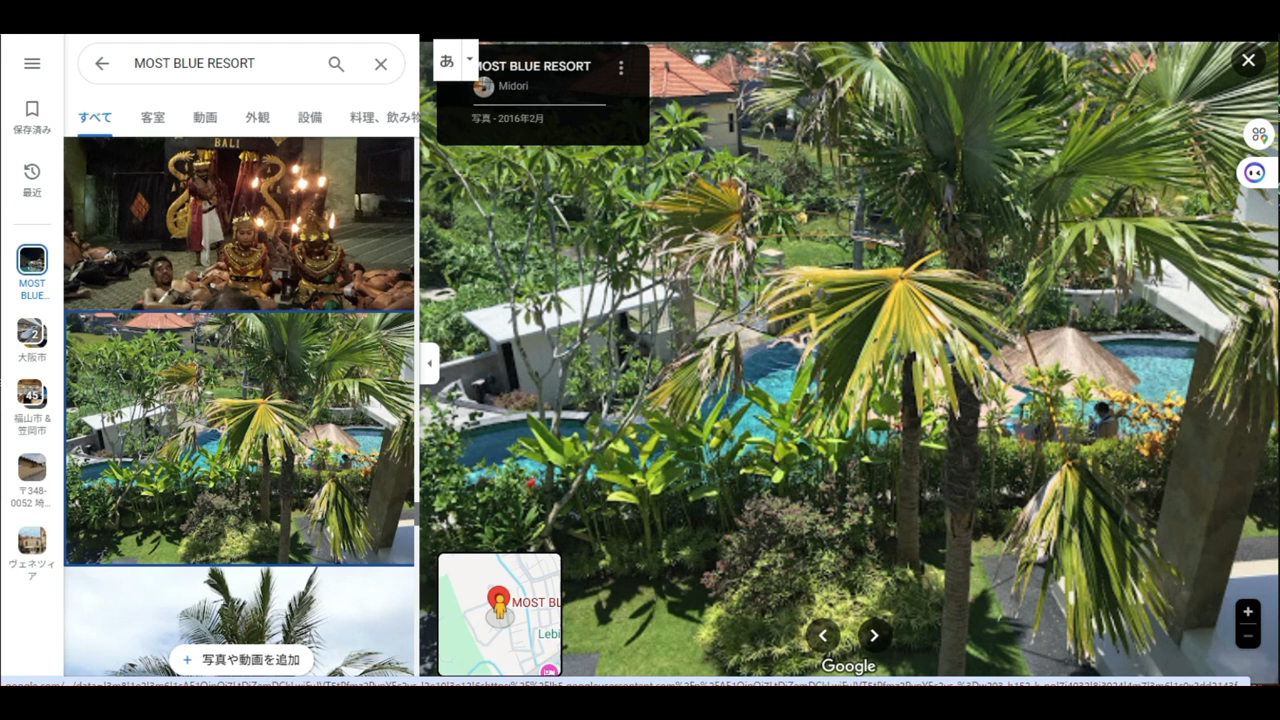 MOST BLUE RESORT
すべて
客室
動画
外観
設備
料理、飲み物
保存済み
最近
MOST
BLUE...
2
大阪市
45
福山市 &
笠岡市
〒348-
0052 埼...
ヴェネツィ
ア
BALI
写真や動画を追加
あ
MOST BLUE RESORT
Midori
写真 - 2016年2月
MOST BL
Lebi
Google